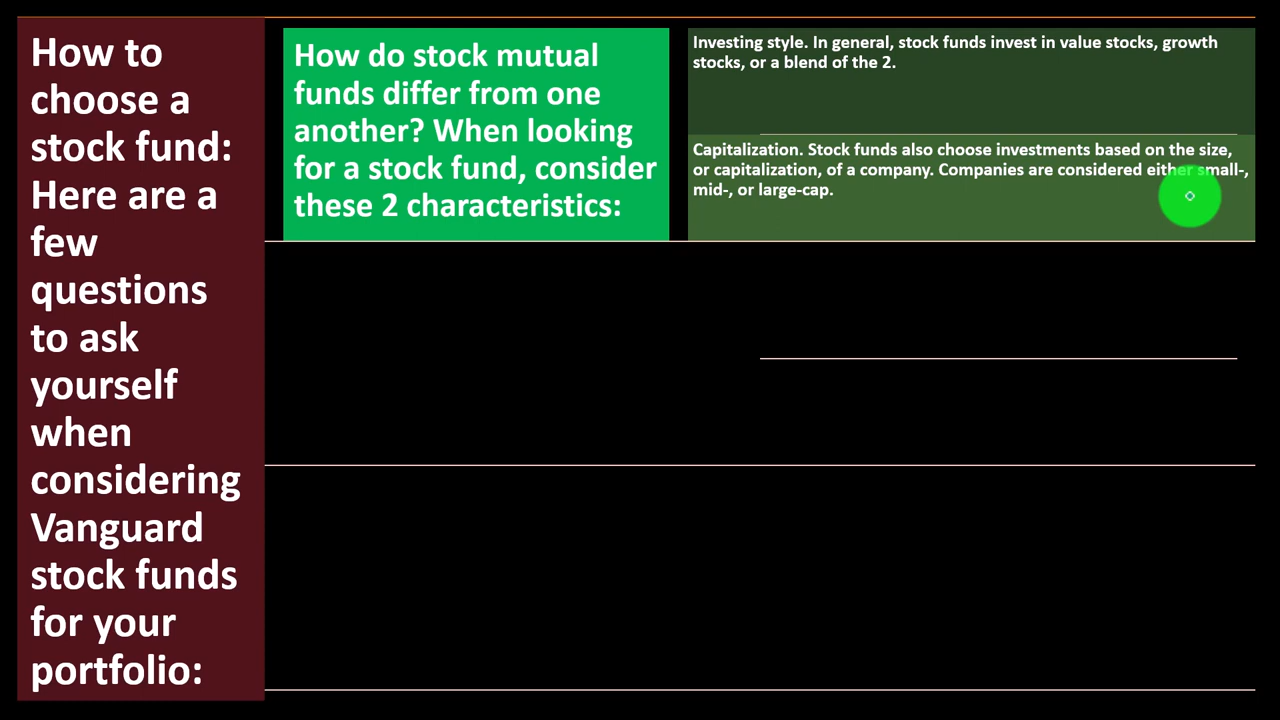 How to
choose a
stock fund:
Here are a
few
questions
to ask
yourself
when
considering
Vanguard
stock funds
for your
portfolio:
How do stock mutual
funds differ from one
another? When looking
for a stock fund, consider
these 2 characteristics:
Investing style. In general, stock funds invest in value stocks, growth
stocks, or a blend of the 2.
Capitalization. Stock funds also choose investments based on the size,
or capitalization, of a company. Companies are considered either small-,
mid-, or large-cap.